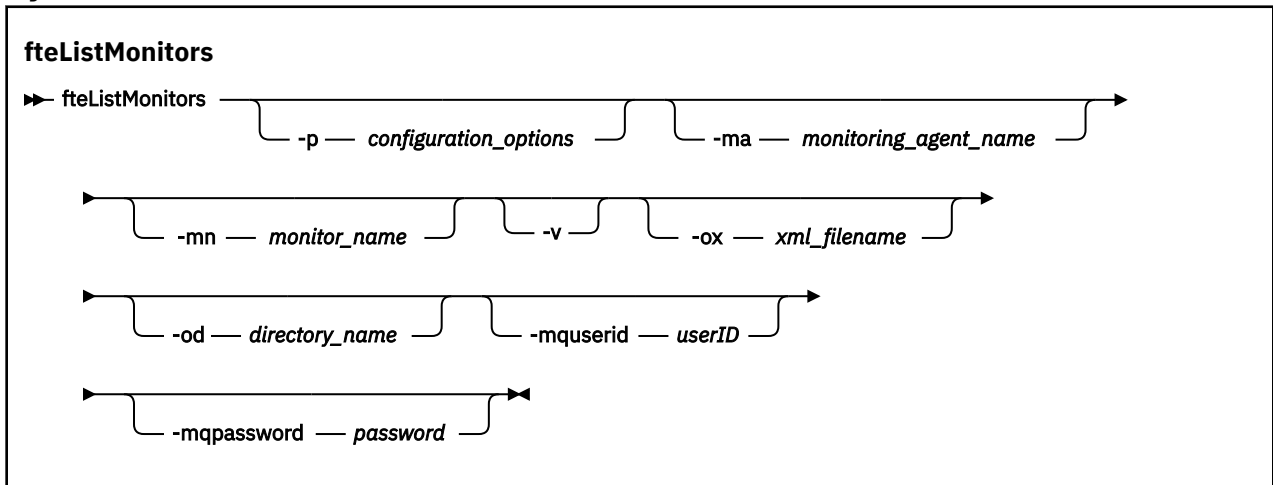 fteListMonitors
fteListMonitors
-p configuration_options -ma monitoring_agent_name
-mn monitor_name -v -ox xml_filename
-od directory_name -mquserid userID
-mqpassword password